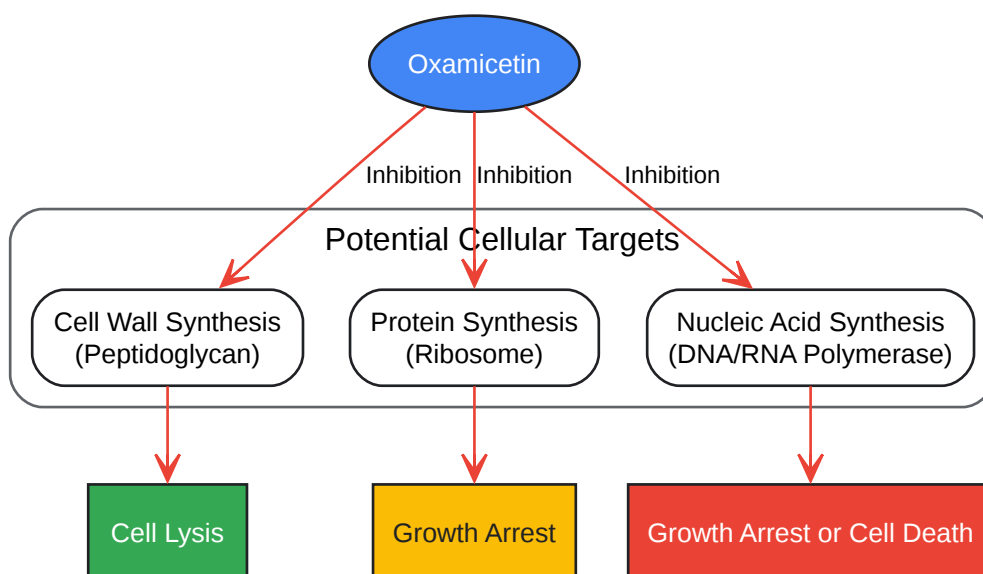 Oxamicetin
Inhibition
Inhibition
Inhibition
Potential Cellular Targets
Cell Wall Synthesis
(Peptidoglycan)
Protein Synthesis
(Ribosome)
Nucleic Acid Synthesis
(DNA/RNA Polymerase)
Cell Lysis
Growth Arrest
Growth Arrest or Cell Death